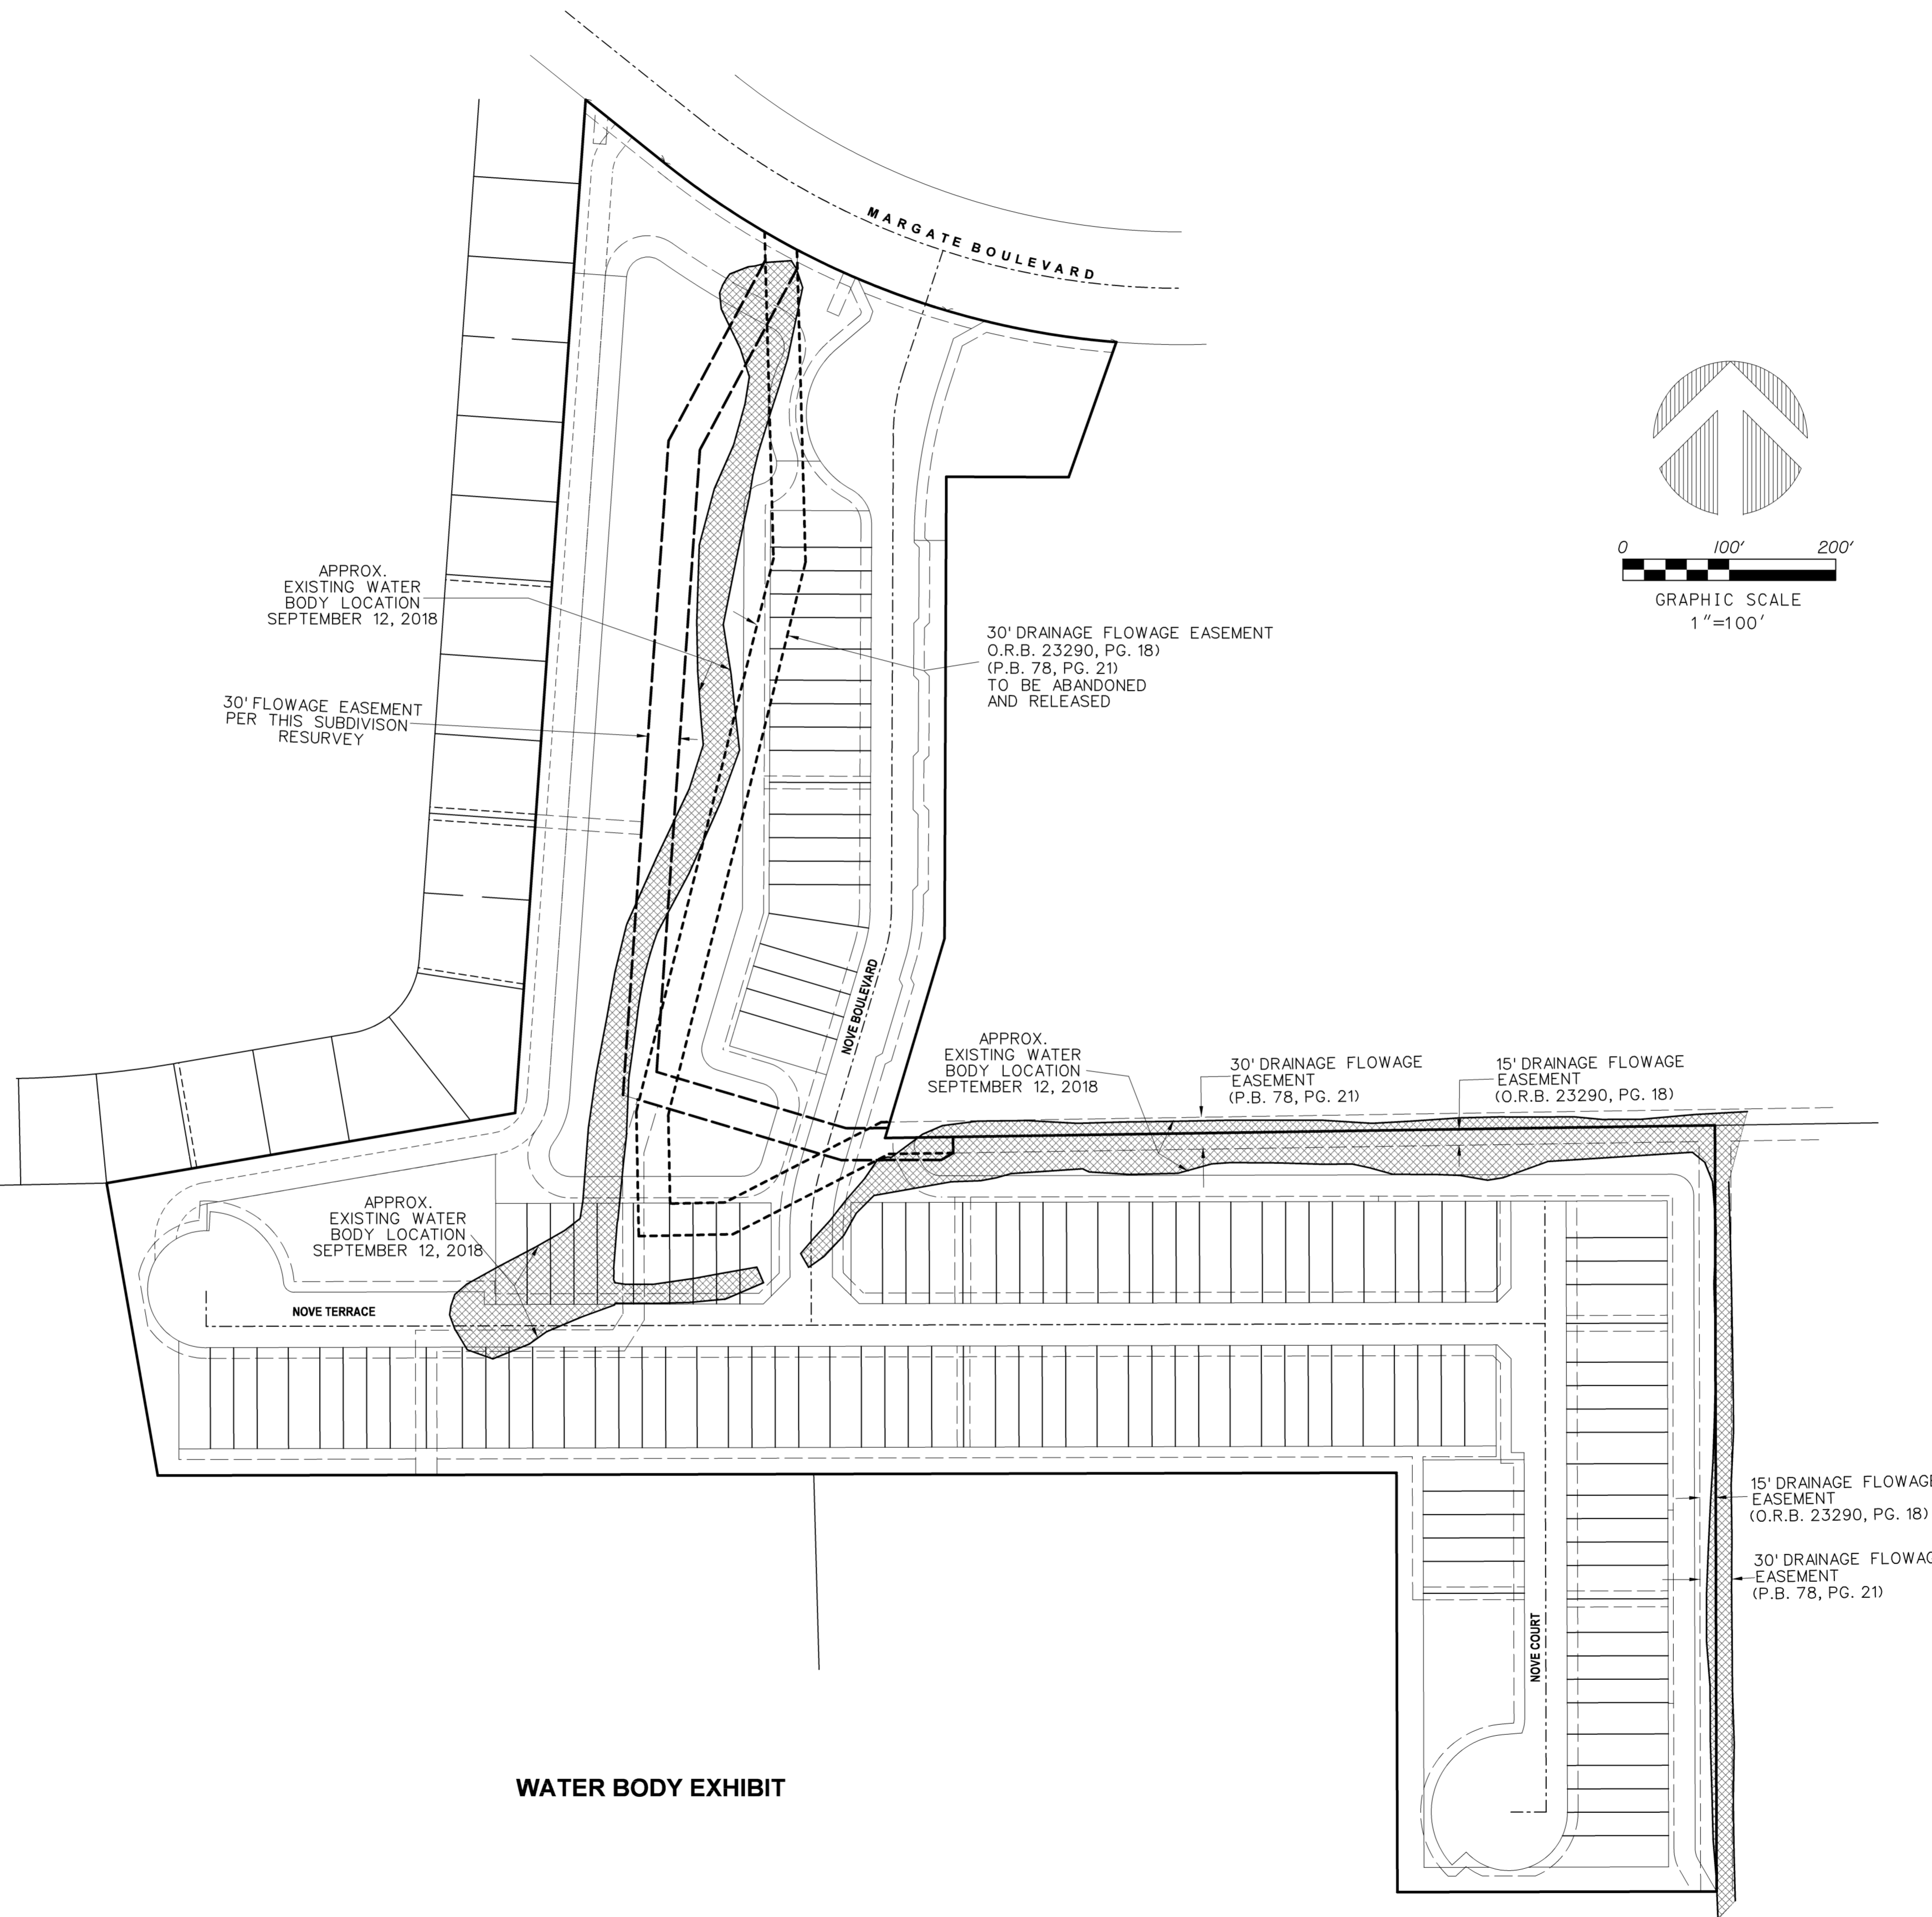 MARGATE BOULEVARD
0 100' 200'
GRAPHIC SCALE
1"=100'
APPROX.
EXISTING WATER
BODY LOCATION
SEPTEMBER 12, 2018
30' DRAINAGE FLOWAGE EASEMENT
O.R.B. 23290, PG. 18)
(P.B. 78, PG. 21)
TO BE ABANDONED
AND RELEASED
30' FLOWAGE EASEMENT
PER THIS SUBDIVISON
RESURVEY
NOVE BOULEVARD
APPROX.
EXISTING WATER
BODY LOCATION
SEPTEMBER 12, 2018
30' DRAINAGE FLOWAGE
EASEMENT
(P.B. 78, PG. 21)
15' DRAINAGE FLOWAGE
EASEMENT
(O.R.B. 23290, PG. 18)
APPROX.
EXISTING WATER
BODY LOCATION
SEPTEMBER 12, 2018
NOVE TERRACE
15' DRAINAGE FLOWAGE
EASEMENT
(O.R.B. 23290, PG. 18)
30' DRAINAGE FLOWAG
EASEMENT
(P.B. 78, PG. 21)
NOVE COURT
WATER BODY EXHIBIT